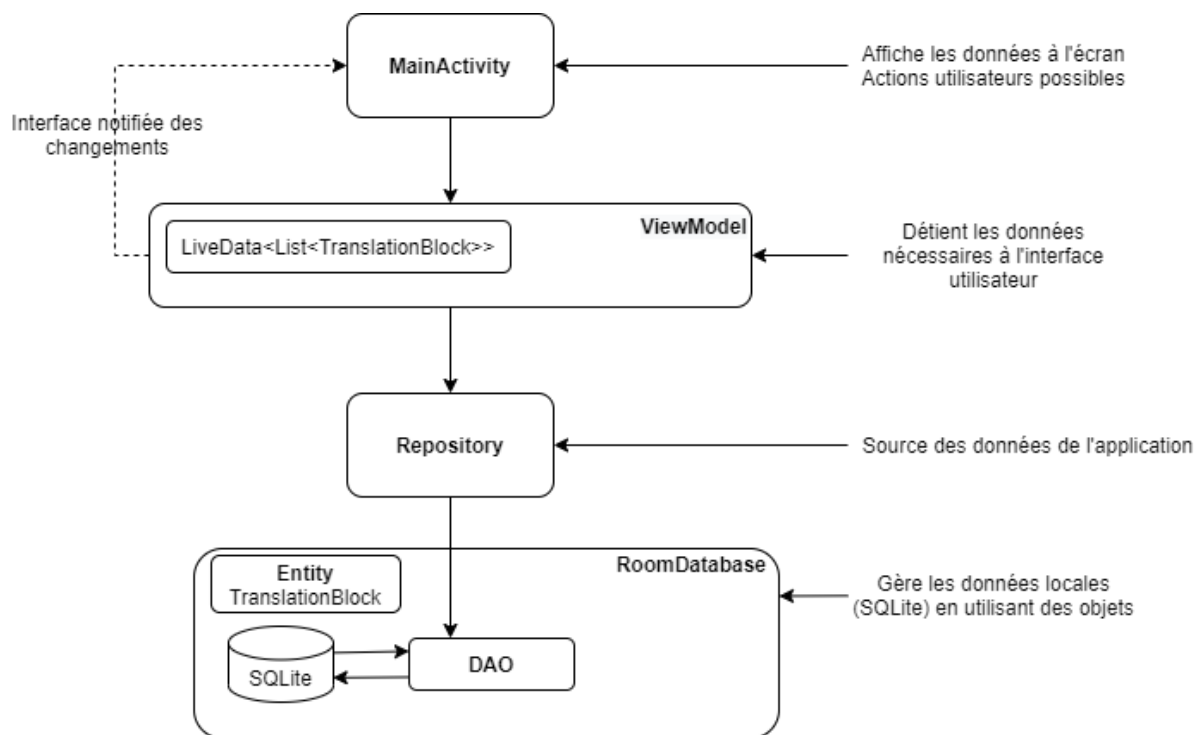 MainActivity
Affiche les données à l'écran
Actions utilisateurs possibles
Interface notifiée des
changements
ViewModel
LiveData<List<TranslationBlock>>
Détient les données
nécessaires à l'interface
utilisateur
Repository
Source des données de l'application
RoomDatabase
Entity
TranslationBlock
Gère les données locales
(SQLite) en utilisant des objets
SQLite
DAO